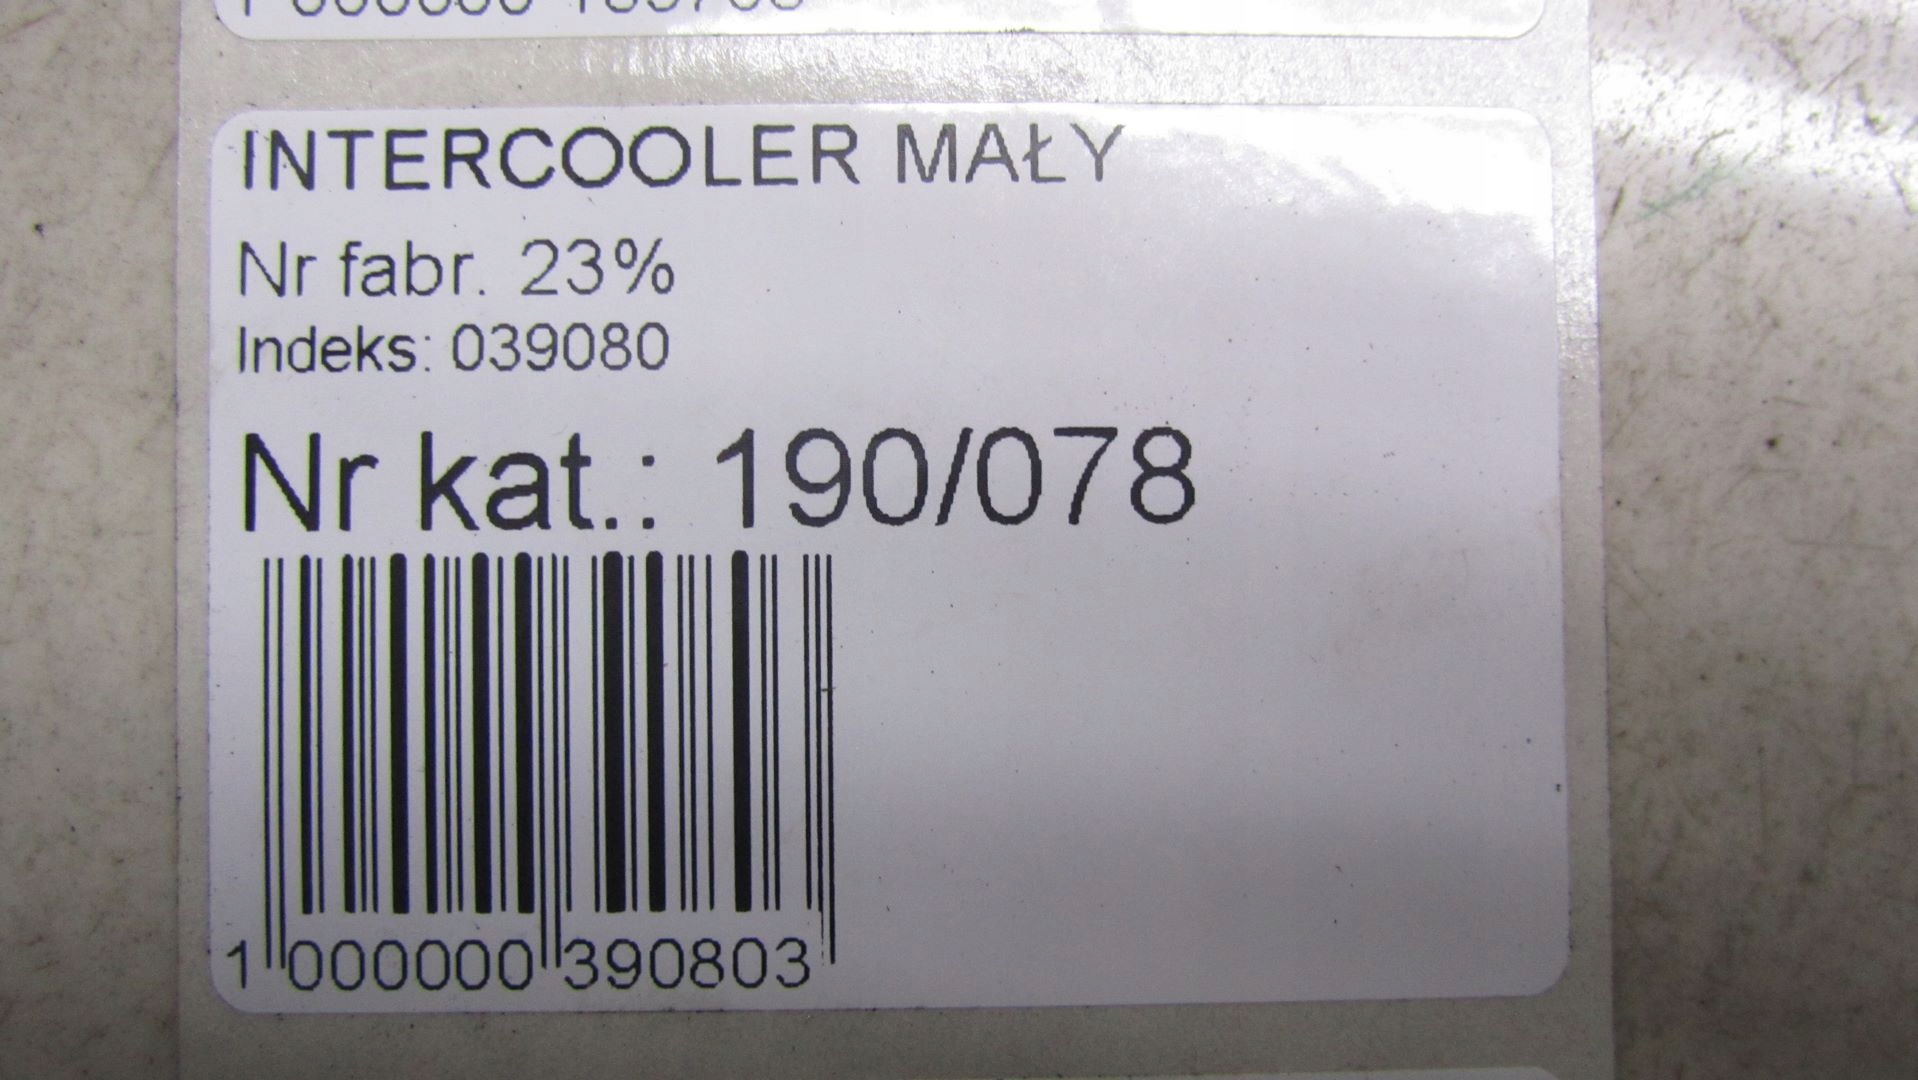 INTERCOOLER MAŁY
Nr fabr. 23%
Indeks: 039080
Nr kat.: 190/078
1 000000 390803